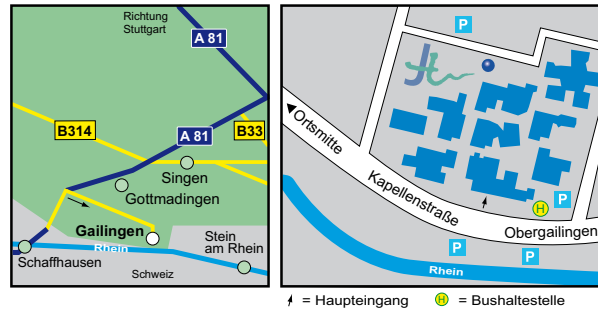 Richtung
Stuttgart
A 81
B314
A 81
B33
Singen
Gottmadingen
Gailingen
Rhein
Stein
am Rhein
Schaffhausen
Schweiz
P
Ortsmitte
Kapellenstraße
H
P
Obergailingen
P
P
Rhein
= Haupteingang
H = Bushaltestelle